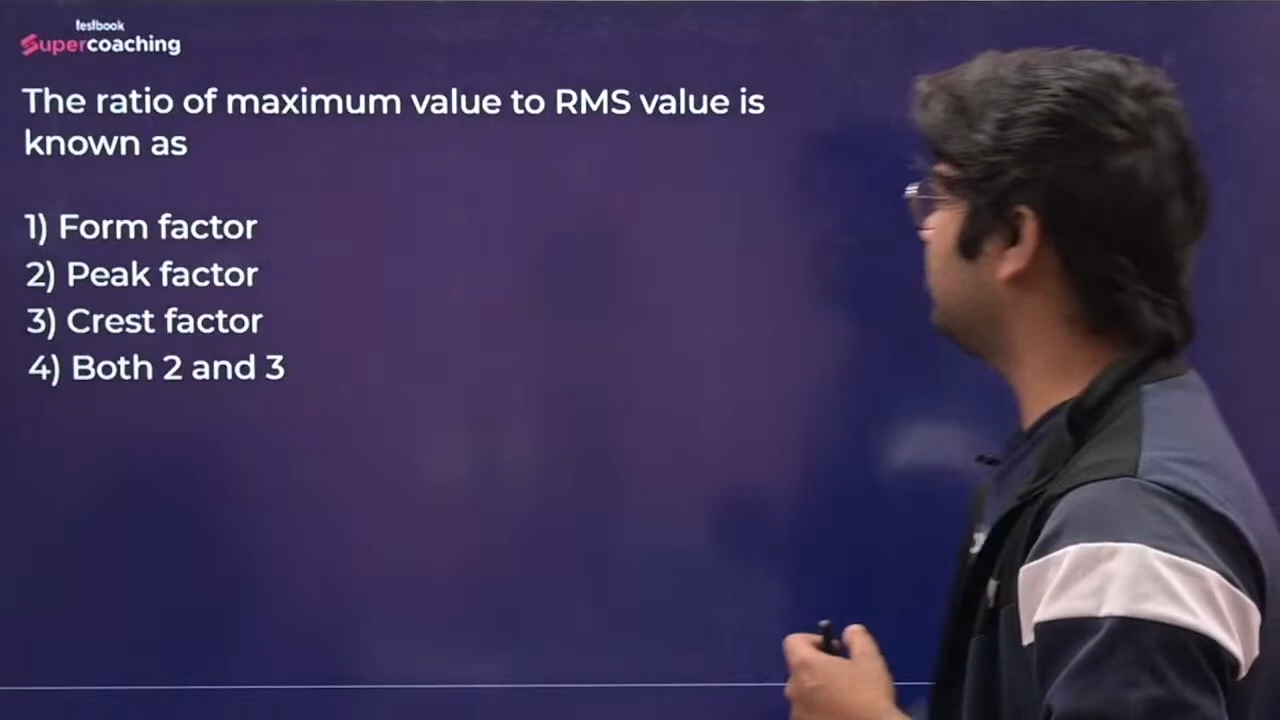 testbook
Supercoaching
The ratio of maximum value to RMS value is
known as
1) Form factor
2) Peak factor
3) Crest factor
4) Both 2 and 3